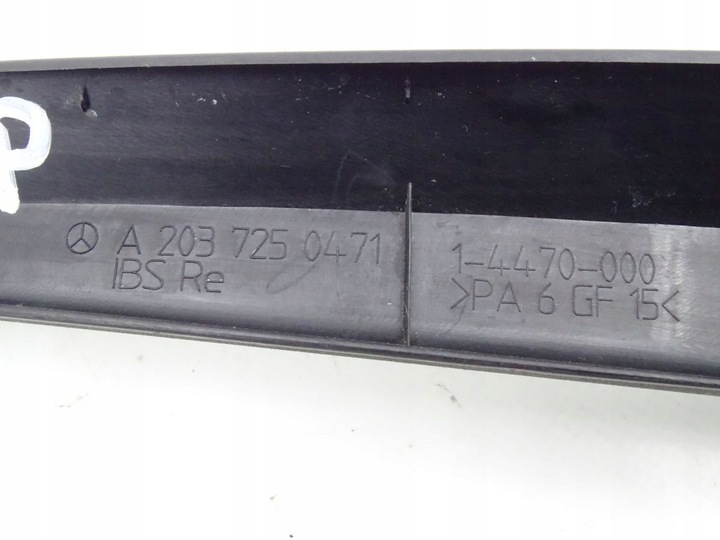 P
A 203 725 0471
IBS Re
1-4470-000
>PA 6 GF 15<